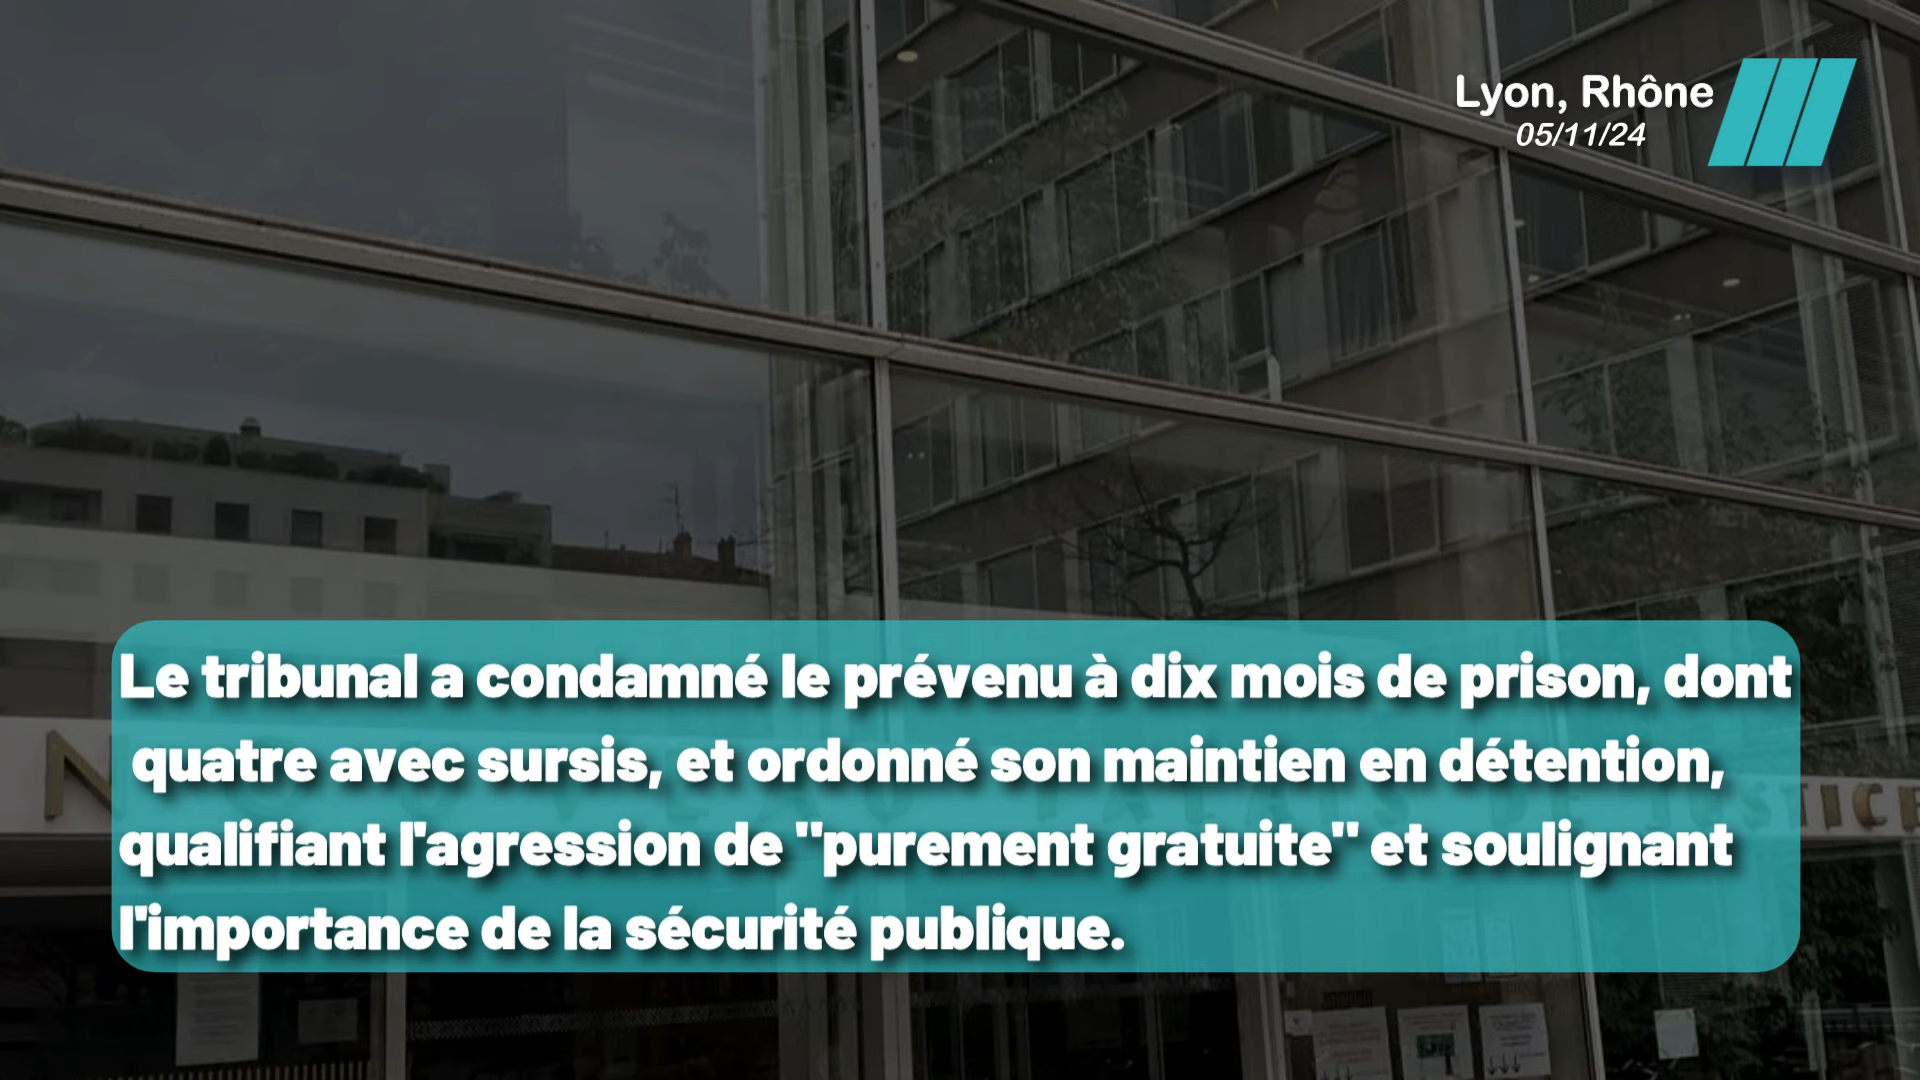 Lyon, Rhône
05/11/24
Le tribunal a condamné le prévenu à dix mois de prison, dont
quatre avec sursis, et ordonné son maintien en détention,
qualifiant l'agression de "purement gratuite" et soulignant
l'importance de la sécurité publique.